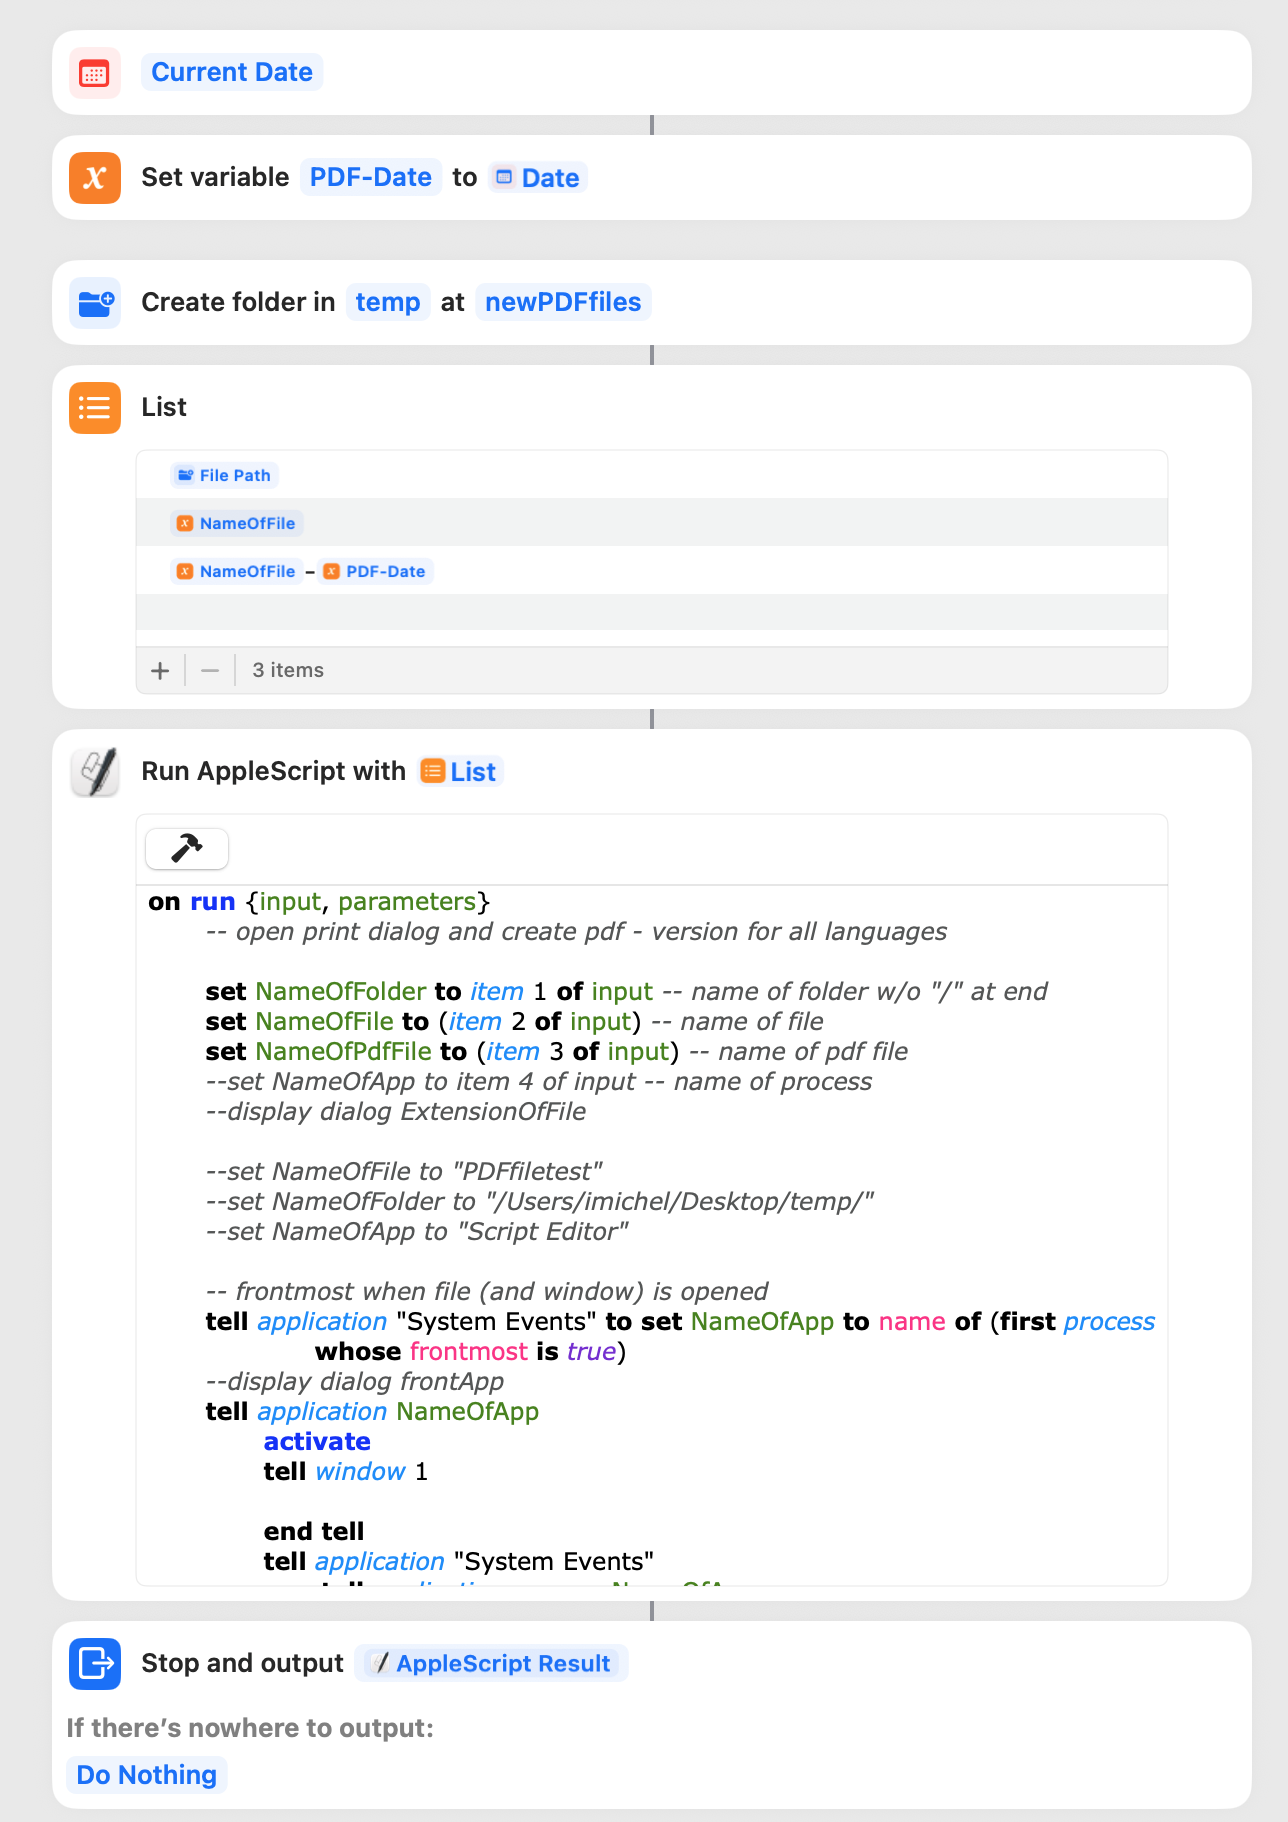 Current Date
Set variable PDF-Date to Date
Create folder in temp at newPDFfiles
List
File Path
NameOfFile
NameOfFile – PDF-Date
3 items
Run AppleScript with List
on run {input, parameters}
-- open print dialog and create pdf - version for all languages
set NameOfFolder to item 1 of input -- name of folder w/o "/" at end
set NameOfFile to (item 2 of input) -- name of file
set NameOfPdfFile to (item 3 of input) -- name of pdf file
--set NameOfApp to item 4 of input -- name of process
--display dialog ExtensionOfFile
--set NameOfFile to "PDFfiletest"
--set NameOfFolder to "/Users/imichel/Desktop/temp/"
--set NameOfApp to "Script Editor"
-- frontmost when file (and window) is opened
tell application "System Events" to set NameOfApp to name of (first process
whose frontmost is true)
--display dialog frontApp
tell application NameOfApp
activate
tell window 1
end tell
tell application "System Events"
Stop and output AppleScript Result
If there's nowhere to output:
Do Nothing